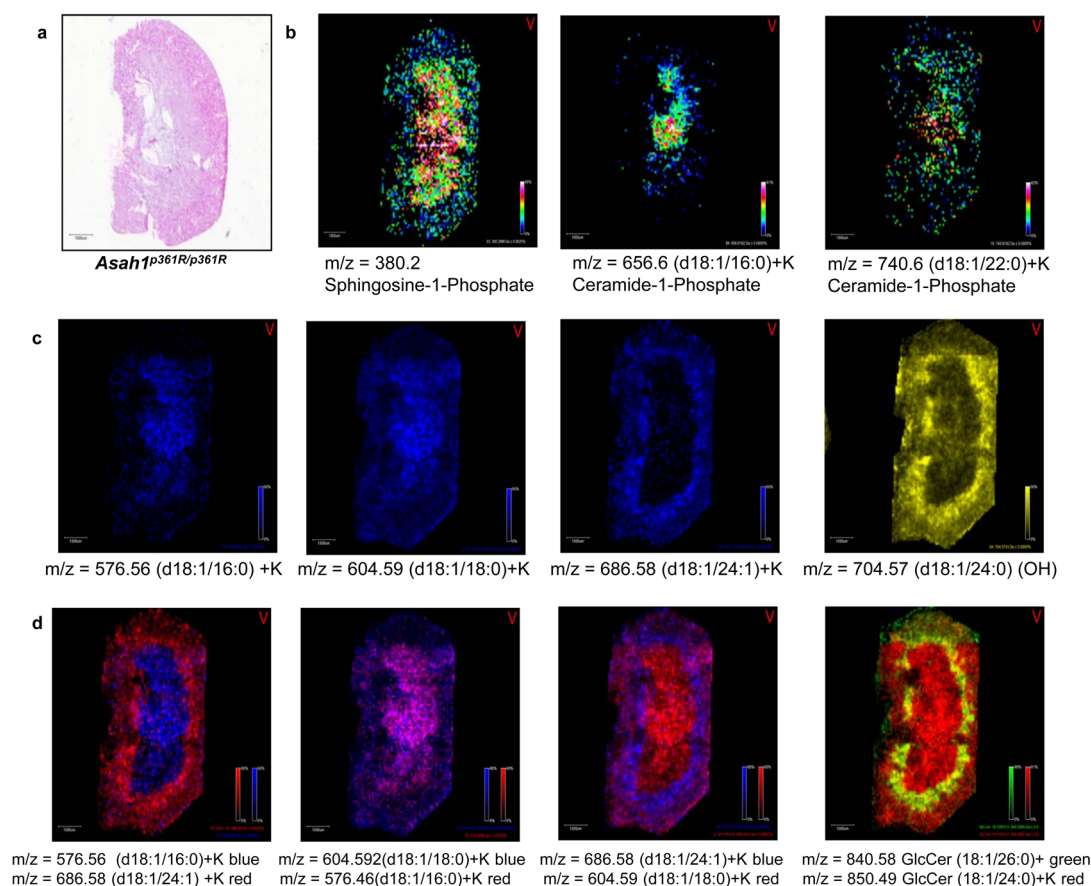 a
b
V
V
V
Asah1p361R/p361R
m/z = 380.2
Sphingosine-1-Phosphate
m/z = 656.6 (d18:1/16:0)+K
Ceramide-1-Phosphate
m/z = 740.6 (d18:1/22:0)+K
Ceramide-1-Phosphate
c
V
V
V
V
m/z = 576.56 (d18:1/16:0) +K
m/z = 604.59 (d18:1/18:0)+K
m/z = 686.58 (d18:1/24:1)+K
m/z = 704.57 (d18:1/24:0) (OH)
d
V
V
V
V
m/z = 576.56 (d18:1/16:0)+K blue
m/z = 686.58 (d18:1/24:1) +K red
m/z = 604.592(d18:1/18:0)+K blue
m/z = 576.46(d18:1/16:0)+K red
m/z = 686.58 (d18:1/24:1)+K blue
m/z = 604.59 (d18:1/18:0)+K red
m/z = 840.58 GlcCer (18:1/26:0)+ green
m/z = 850.49 GlcCer (18:1/24:0)+K red